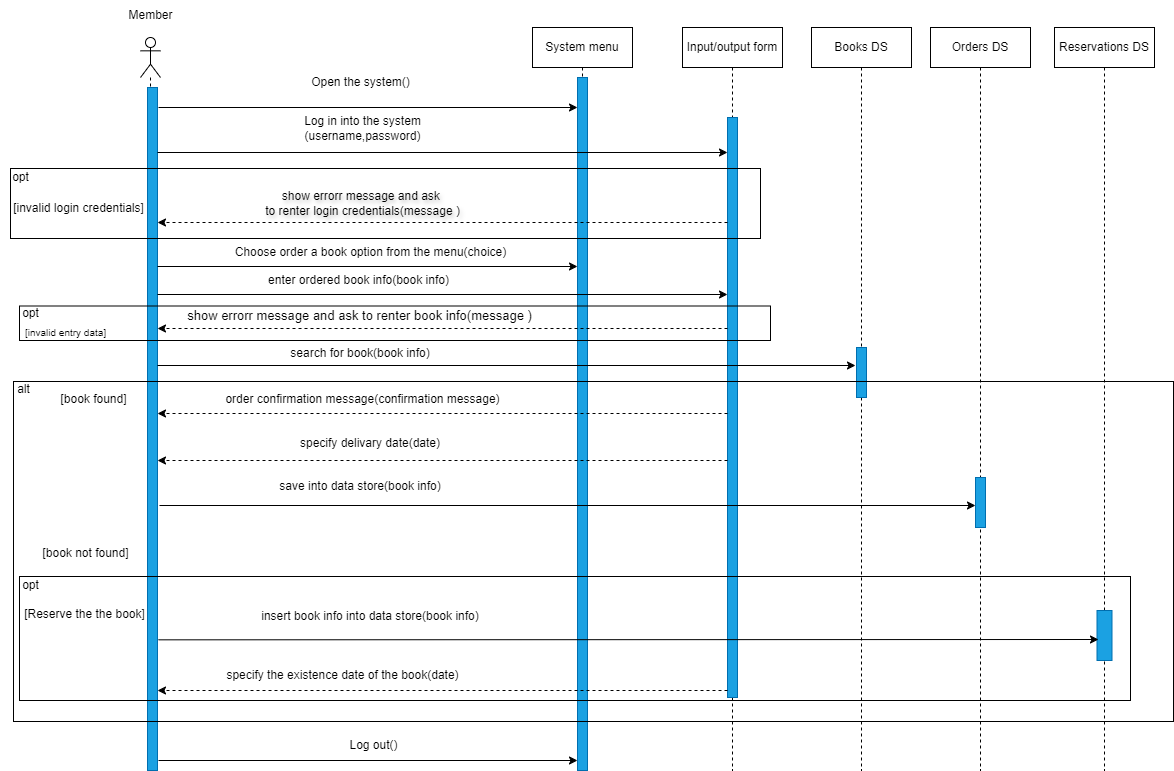 Member
System menu
Input/output form
Books DS
Orders DS
Reservations DS
Open the system()
Log in into the system
(username,password)
opt
[invalid login credentials]
show errorr message and ask
to renter login credentials(message )
Choose order a book option from the menu(choice)
enter ordered book info(book info)
opt
[invalid entry data]
show errorr message and ask to renter book info(message )
search for book(book info)
alt
[book found]
order confirmation message(confirmation message)
specify delivary date(date)
save into data store(book info)
[book not found]
opt
[Reserve the the book]
insert book info into data store(book info)
specify the existence date of the book(date)
Log out()